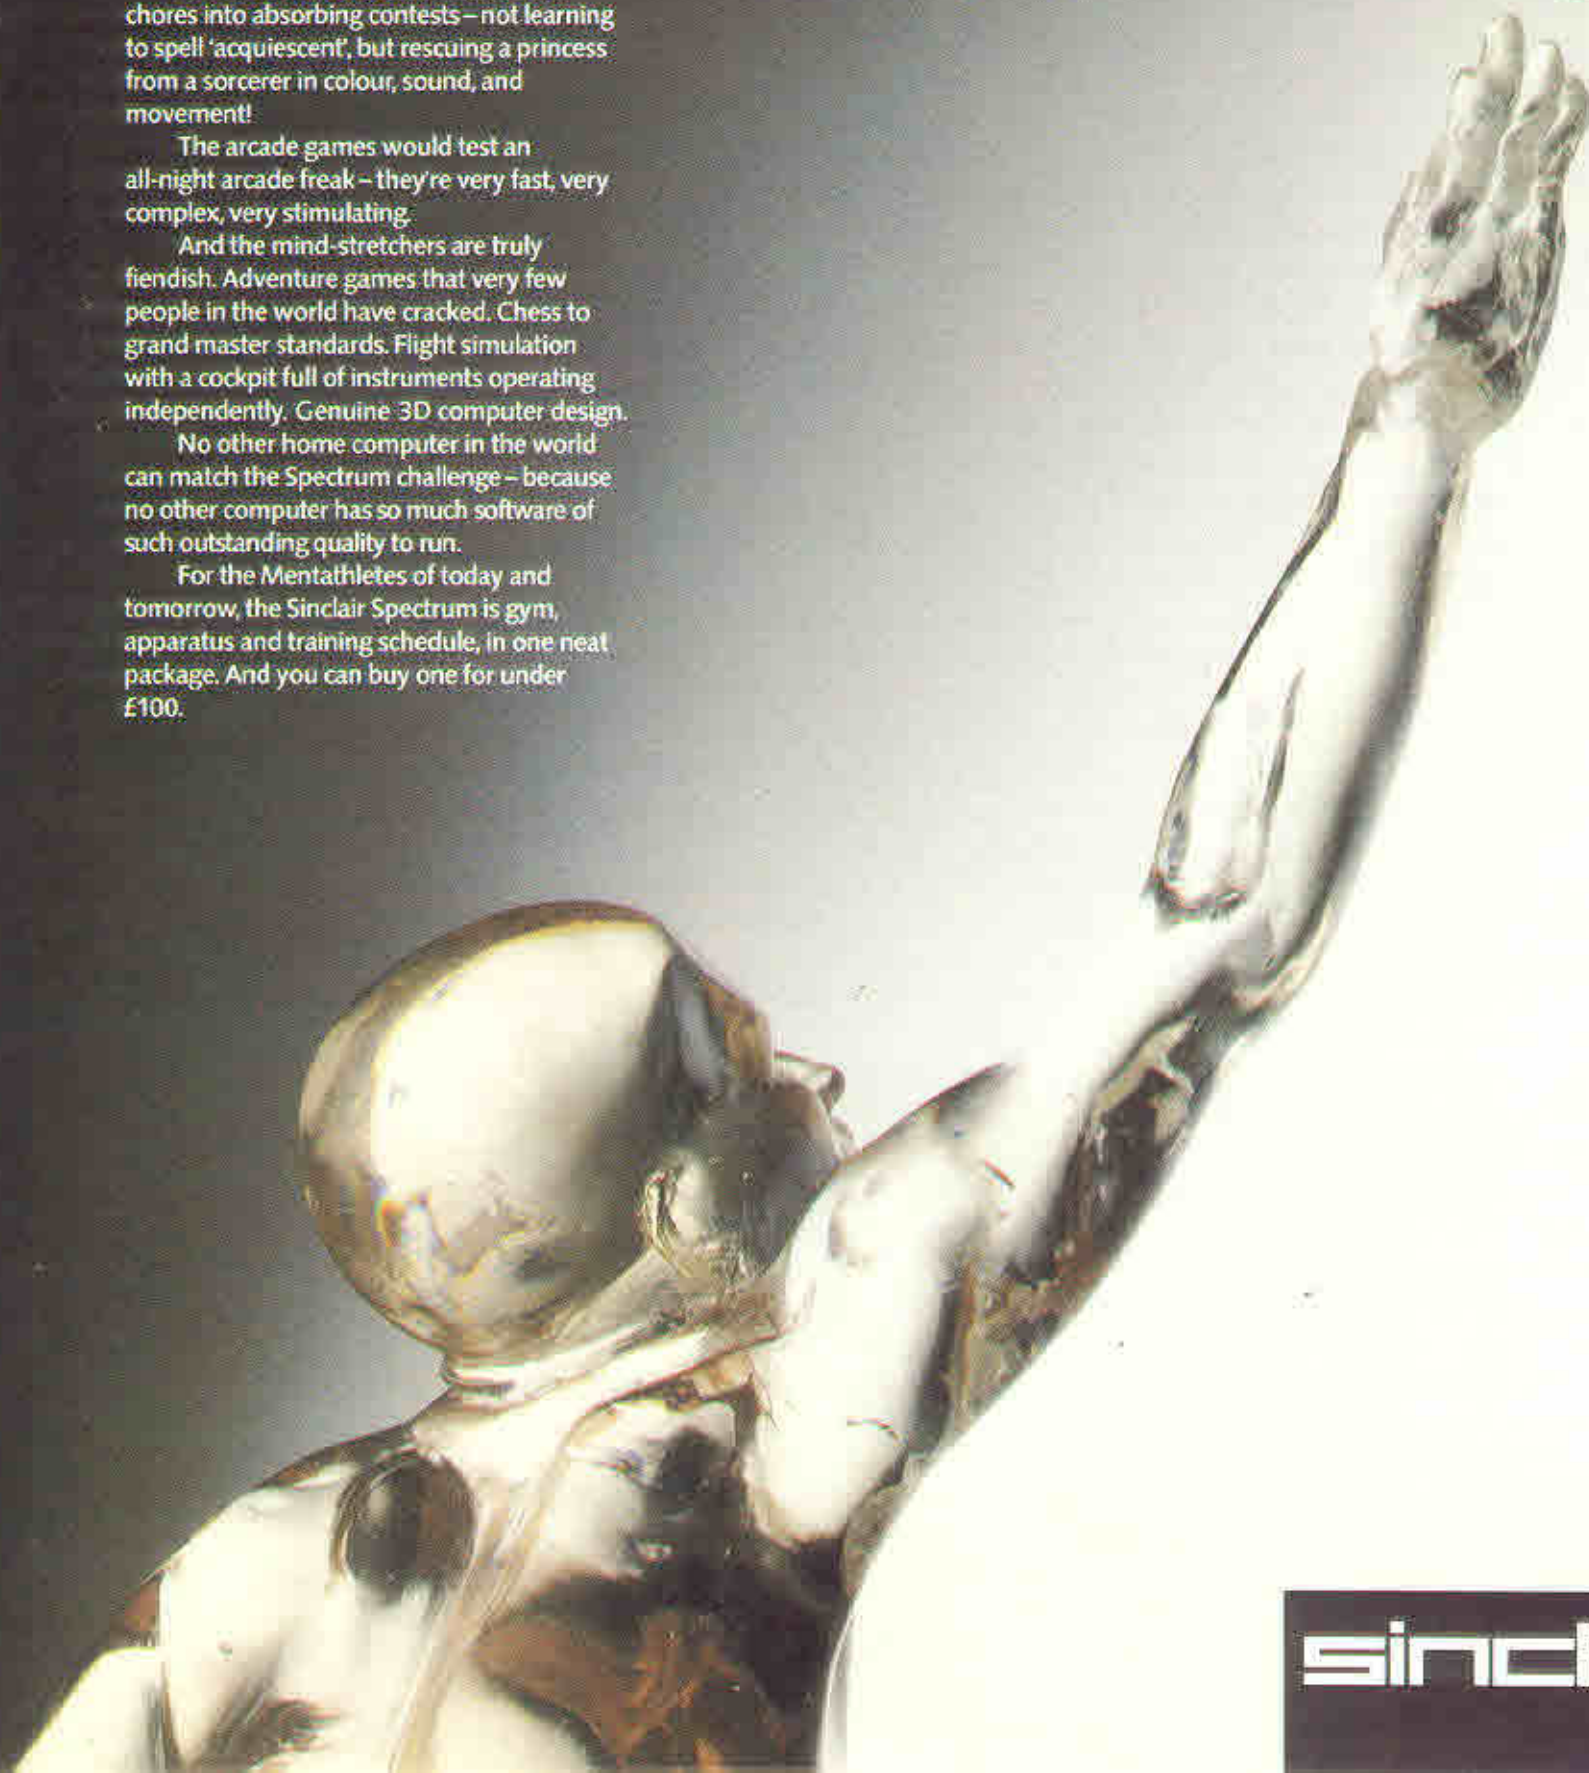 chores into absorbing contests – not learning
to spell 'acquiescent', but rescuing a princess
from a sorcerer in colour, sound, and
movement!
The arcade games would test an
all-night arcade freak – they're very fast, very
complex, very stimulating.
And the mind-stretchers are truly
fiendish. Adventure games that very few
people in the world have cracked. Chess to
grand master standards. Flight simulation
with a cockpit full of instruments operating
independently. Genuine 3D computer design.
No other home computer in the world
can match the Spectrum challenge – because
no other computer has so much software of
such outstanding quality to run.
For the Mentathletes of today and
tomorrow, the Sinclair Spectrum is gym,
apparatus and training schedule, in one neat
package. And you can buy one for under
£100.
sincl